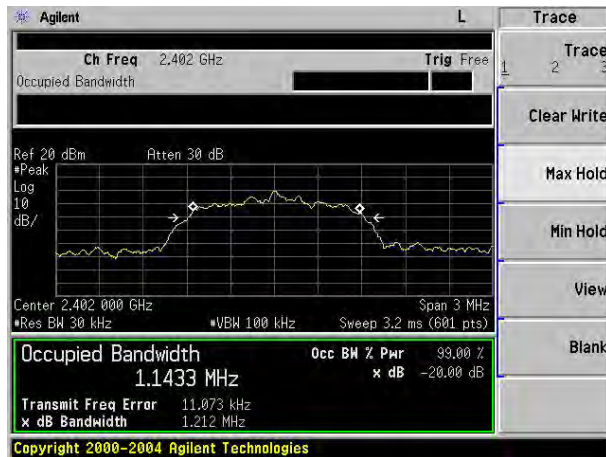 Agilent L Trace
Ch Freq 2.402 GHz Trig Free
Occupied Bandwidth
Trace
1 2 3
Clear Write
Max Hold
Min Hold
View
Blank
Ref 20 dBm Atten 30 dB
#Peak
Log
10
dB/
Center 2.402 000 GHz Span 3 MHz
#Res BW 30 kHz #VBW 100 kHz Sweep 3.2 ms (601 pts)
Occupied Bandwidth Occ BW % Pwr 99.00 %
1.1433 MHz x dB -20.00 dB
Transmit Freq Error 11.073 kHz
x dB Bandwidth 1.212 MHz
Copyright 2000-2004 Agilent Technologies